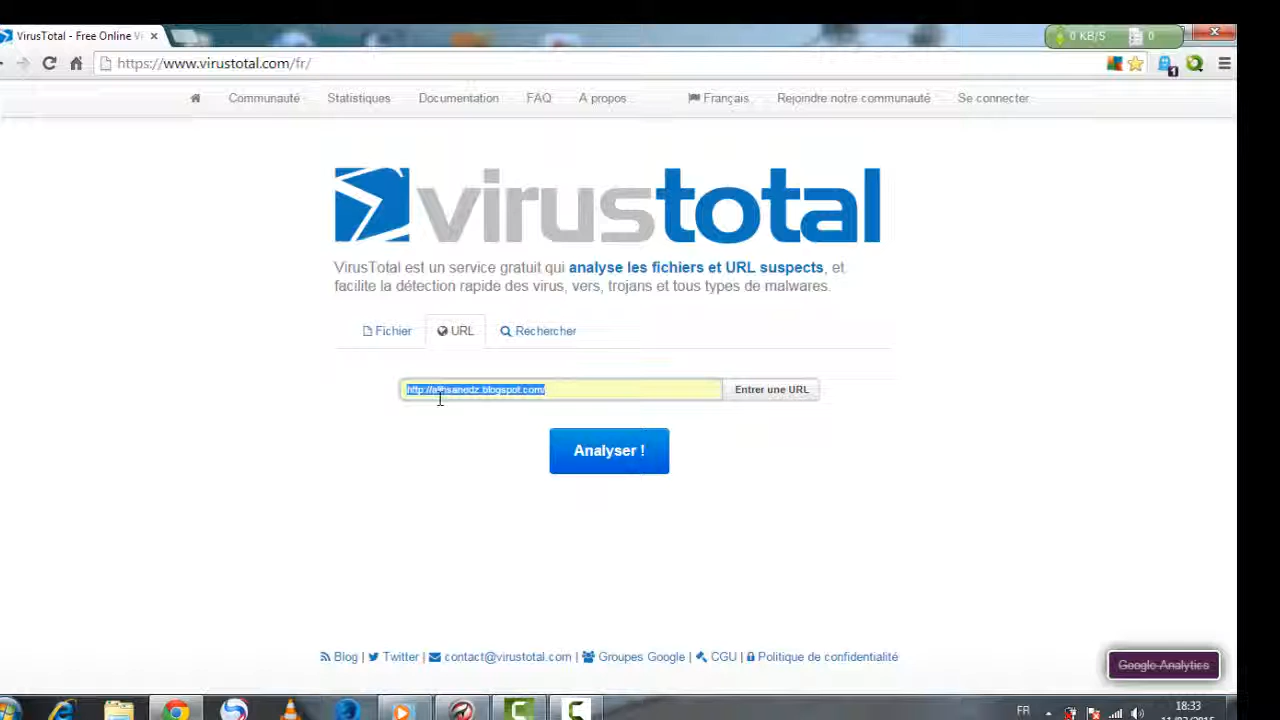 VirusTotal - Free Online Vi
0 KB/S
0
https://www.virustotal.com/fr/
1
Communauté
Statistiques
Documentation
FAQ
A propos
Français
Rejoindre notre communauté
Se connecter
virustotal
VirusTotal est un service gratuit qui analyse les fichiers et URL suspects, et
facilite la détection rapide des virus, vers, trojans et tous types de malwares.
Fichier
URL
Rechercher
Entrer une URL
Analyser !
Blog | Twitter | contact@virustotal.com | Groupes Google | CGU | Politique de confidentialité
Google Analytics
FR
18:33